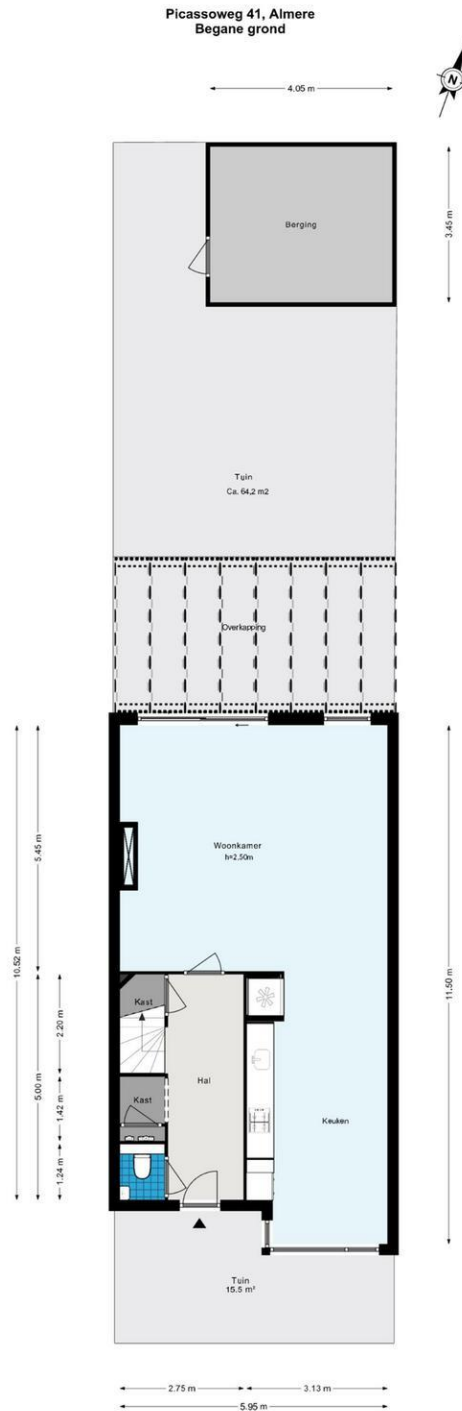 Picassoweg 41, Almere
Begane grond
N
4.05 m
3.45 m
Berging
Tuin
Ca. 64,2 m2
Overkapping
Woonkamer
h=2,50m
5.45 m
10.52 m
11.50 m
5.00 m
2.20 m
1.42 m
1.24 m
Kast
Hal
Kast
Keuken
Tuin
15.5 m²
2.75 m
3.13 m
5.95 m